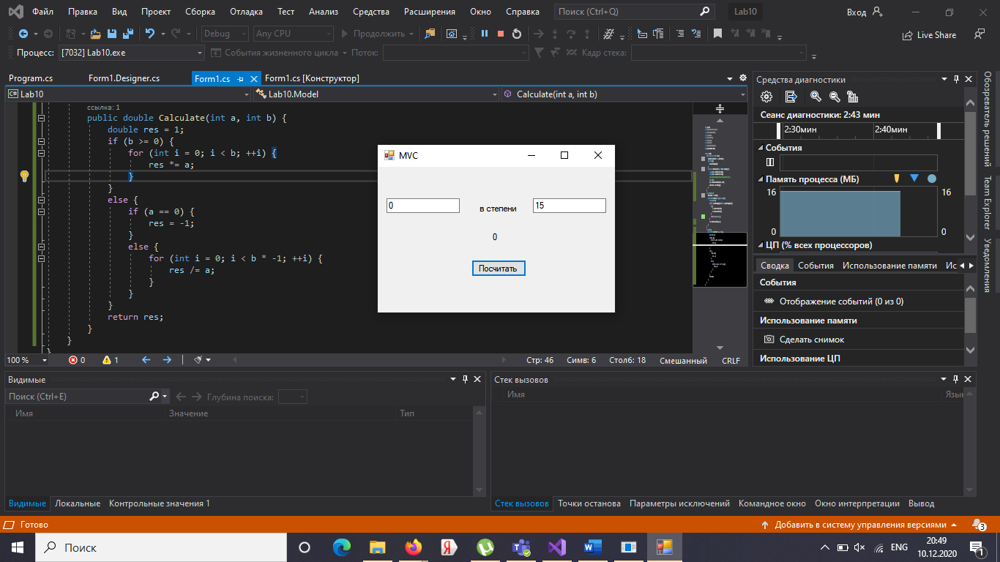 Файл Правка Вид Проект Сборка Отладка Тест Анализ Средства Расширения Окно Справка Поиск (Ctrl+Q) Lab10 Вход
Debug Any CPU Продолжить Live Share
Процесс: [7032] Lab10.exe События жизненного цикла Поток: Кадр стека:
Program.cs Form1.Designer.cs Form1.cs Form1.cs [Конструктор]
C# Lab10 Lab10.Model Calculate(int a, int b)
ссылка: 1
public double Calculate(int a, int b) {
double res = 1;
if (b >= 0) {
for (int i = 0; i < b; ++i) {
res *= a;
}
}
else {
if (a == 0) {
res = -1;
}
else {
for (int i = 0; i < b * -1; ++i) {
res /= a;
}
}
}
return res;
}
}
}
MVC
0 в степени 15
0
Посчитать
100 % 0 1 Стр: 46 Симв: 6 Столб: 18 Смешанный CRLF
Средства диагностики
Сеанс диагностики: 2:43 мин
2:30мин 2:40мин
События
Память процесса (МБ)
16 16
0 0
ЦП (% всех процессоров)
Сводка События Использование памяти Ис
События
Отображение событий (0 из 0)
Использование памяти
Сделать снимок
Использование ЦП
Обозреватель решений
Team Explorer
Уведомления
Видимые
Поиск (Ctrl+E) Глубина поиска:
Имя Значение Тип
Видимые Локальные Контрольные значения 1
Стек вызовов
Имя Язык
Стек вызовов Точки останова Параметры исключений Командное окно Окно интерпретации Вывод
Готово Добавить в систему управления версиями 3
Поиск ENG 20:49
10.12.2020 1